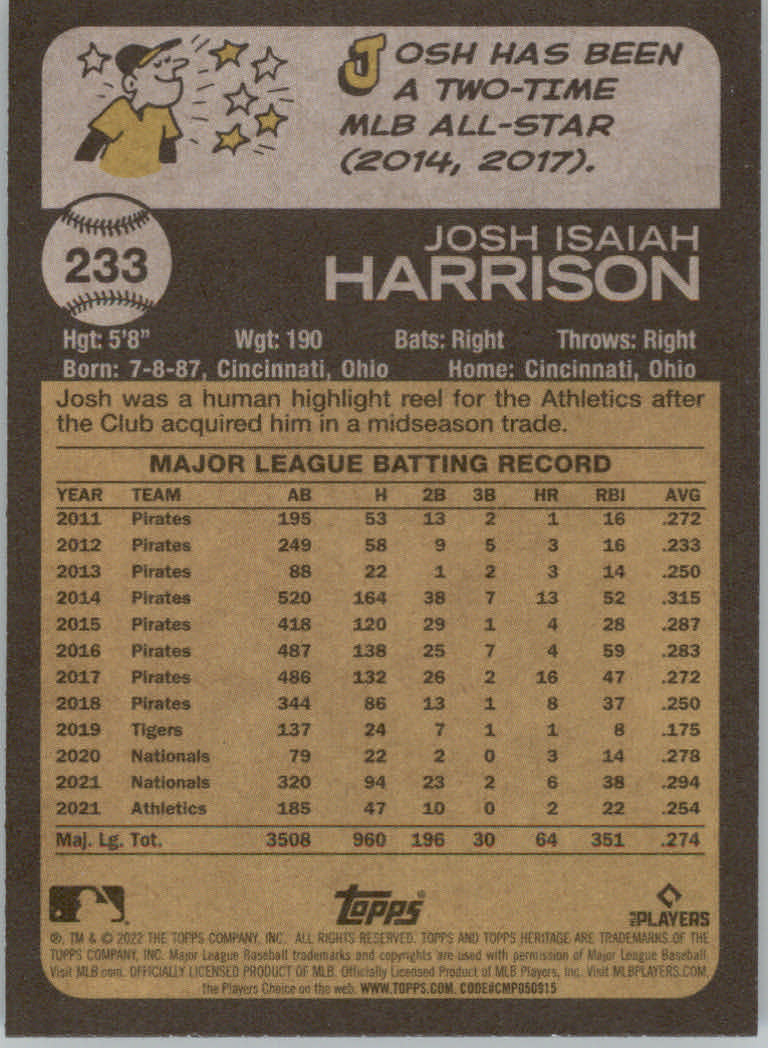 JOSH HAS BEEN
A TWO-TIME
MLB ALL-STAR
(2014, 2017).
233
JOSH ISAIAH
HARRISON
Hgt: 5'8" Wgt: 190 Bats: Right Throws: Right
Born: 7-8-87, Cincinnati, Ohio Home: Cincinnati, Ohio
Josh was a human highlight reel for the Athletics after
the Club acquired him in a midseason trade.
MAJOR LEAGUE BATTING RECORD
YEAR TEAM AB H 2B 3B HR RBI AVG
2011 Pirates 195 53 13 2 1 16 .272
2012 Pirates 249 58 9 5 3 16 .233
2013 Pirates 88 22 1 2 3 14 .250
2014 Pirates 520 164 38 7 13 52 .315
2015 Pirates 418 120 29 1 4 28 .287
2016 Pirates 487 138 25 7 4 59 .283
2017 Pirates 486 132 26 2 16 47 .272
2018 Pirates 344 86 13 1 8 37 .250
2019 Tigers 137 24 7 1 1 8 .175
2020 Nationals 79 22 2 0 3 14 .278
2021 Nationals 320 94 23 2 6 38 .294
2021 Athletics 185 47 10 0 2 22 .254
Maj. Lg. Tot. 3508 960 196 30 64 351 .274
Topps®
MLB PLAYERS
®, TM & © 2022 THE TOPPS COMPANY, INC. ALL RIGHTS RESERVED. TOPPS AND TOPPS HERITAGE ARE TRADEMARKS OF THE
TOPPS COMPANY, INC. Major League Baseball trademarks and copyrights are used with permission of Major League Baseball.
Visit MLB.com. OFFICIALLY LICENSED PRODUCT OF MLB. Officially Licensed Product of MLB Players, Inc. Visit MLBPLAYERS.COM,
the Players Choice on the web. WWW.TOPPS.COM. CODE#CMP050915